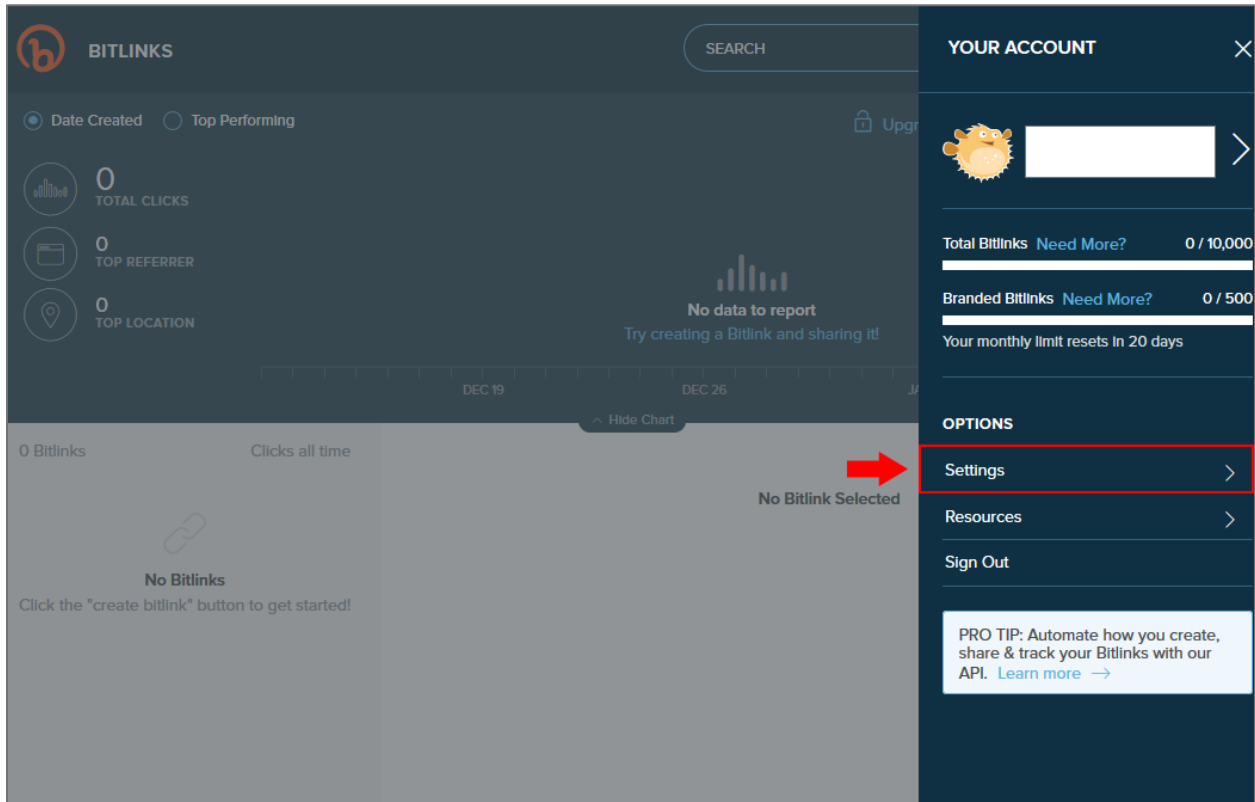 BITLINKS
SEARCH
Date Created
Top Performing
Upgr
0
TOTAL CLICKS
0
TOP REFERRER
0
TOP LOCATION
No data to report
Try creating a Bitlink and sharing it!
DEC 19
DEC 26
JA
Hide Chart
0 Bitlinks
Clicks all time
No Bitlinks
Click the "create bitlink" button to get started!
No Bitlink Selected
YOUR ACCOUNT
Total Bitlinks Need More? 0 / 10,000
Branded Bitlinks Need More? 0 / 500
Your monthly limit resets in 20 days
OPTIONS
Settings
Resources
Sign Out
PRO TIP: Automate how you create,
share & track your Bitlinks with our
API. Learn more →